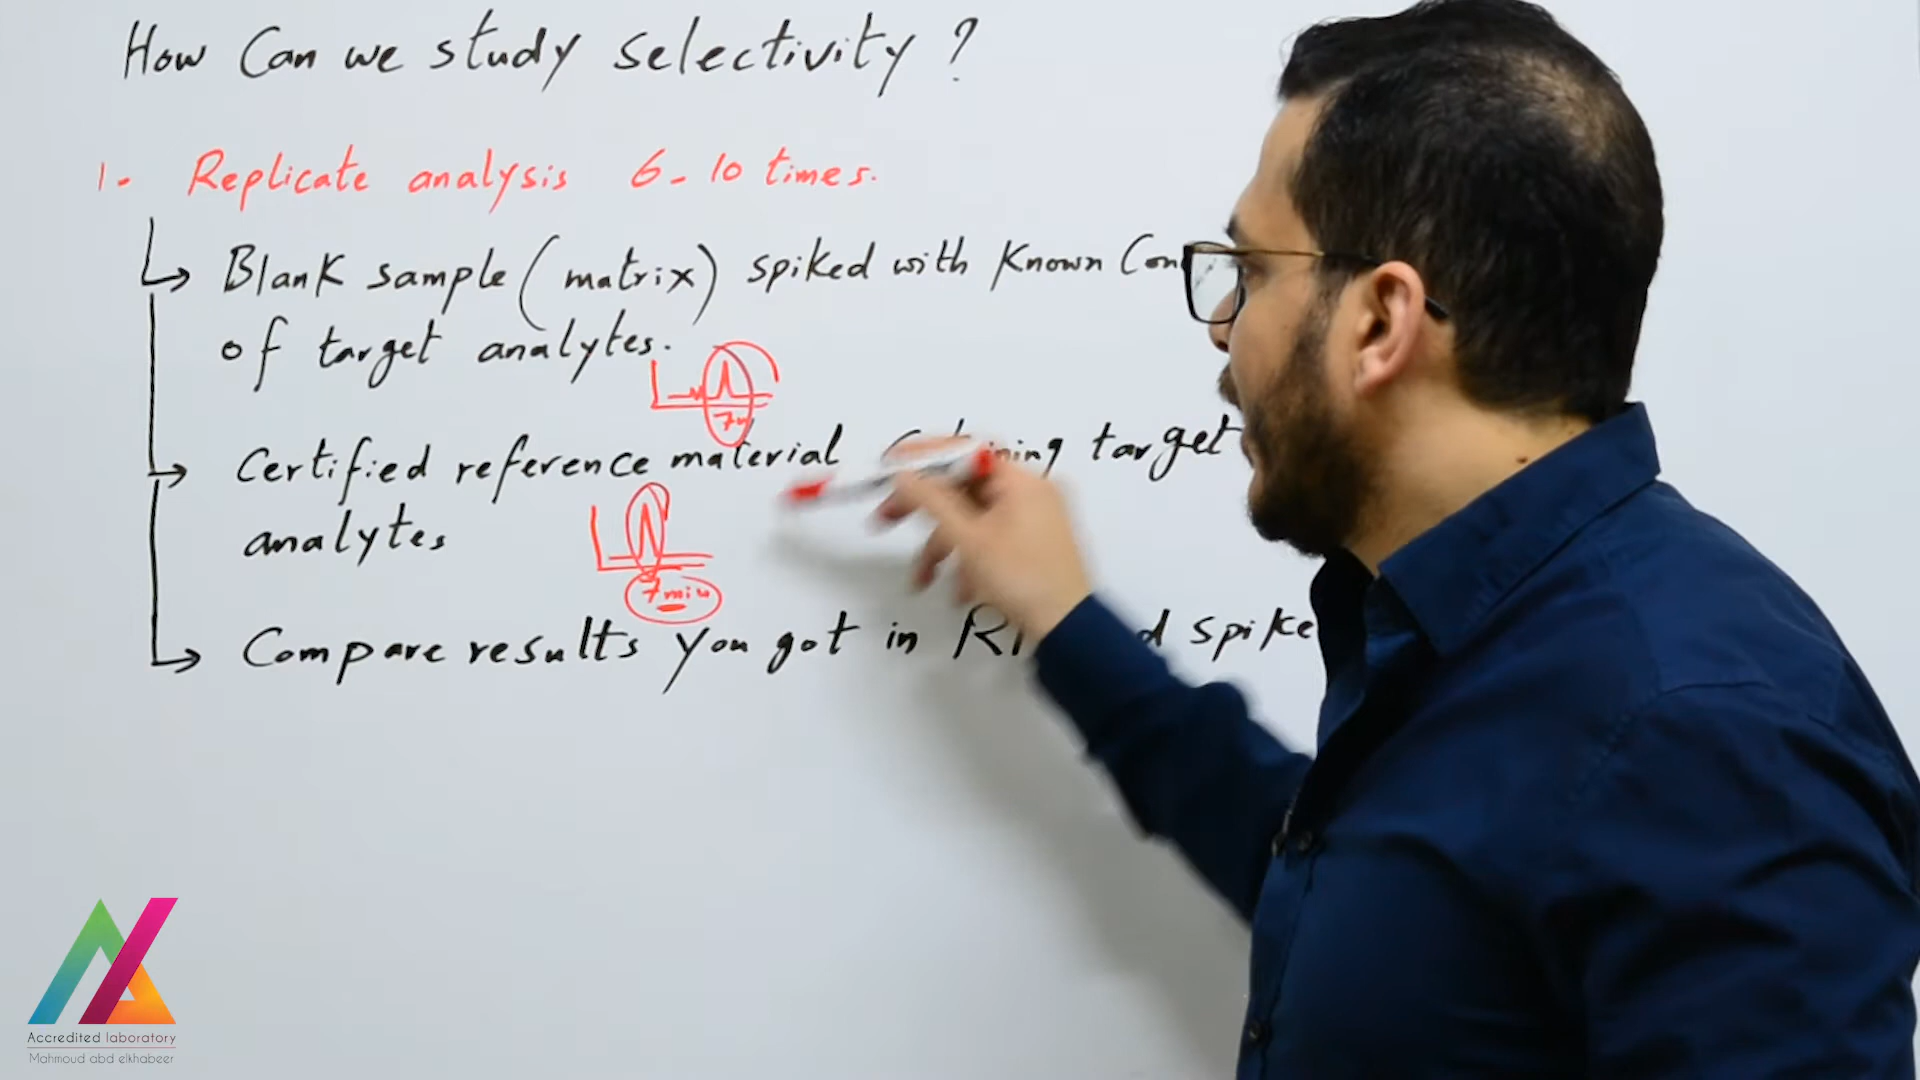 How Can we study selectivity ?
1- Replicate analysis 6-10 times.
Blank sample (matrix) spiked with Known Con
of target analytes.
7
Certified reference material target
analytes
7 min
Compare results you got in spike
Accredited laboratory
Mahmoud abd elkhabeer